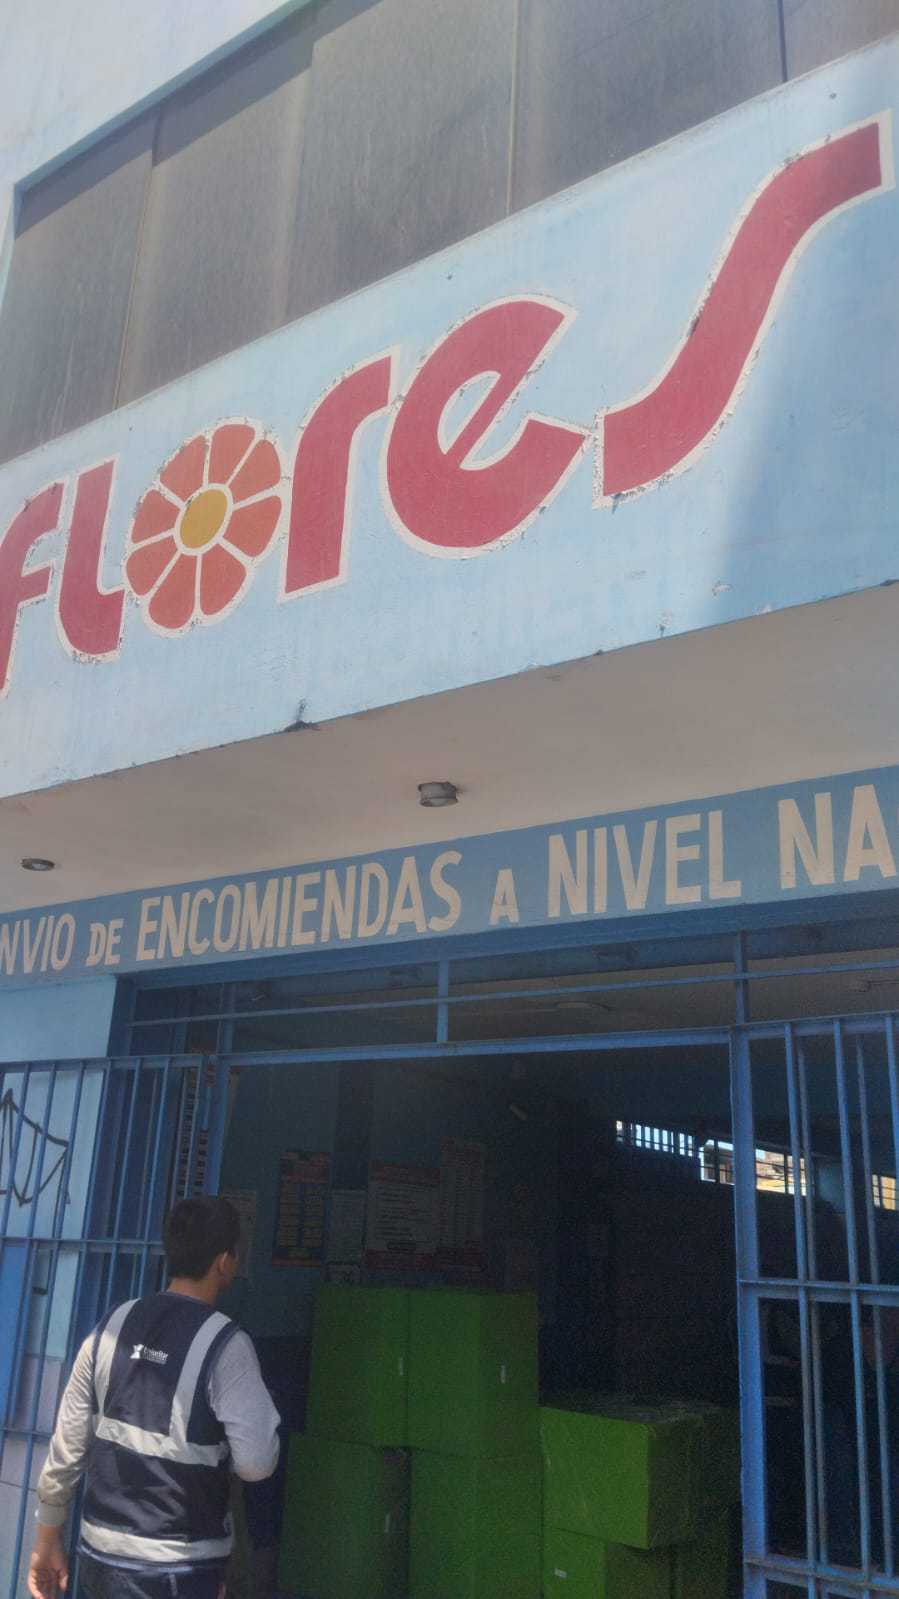 flores
NVIO DE ENCOMIENDAS A NIVEL NA